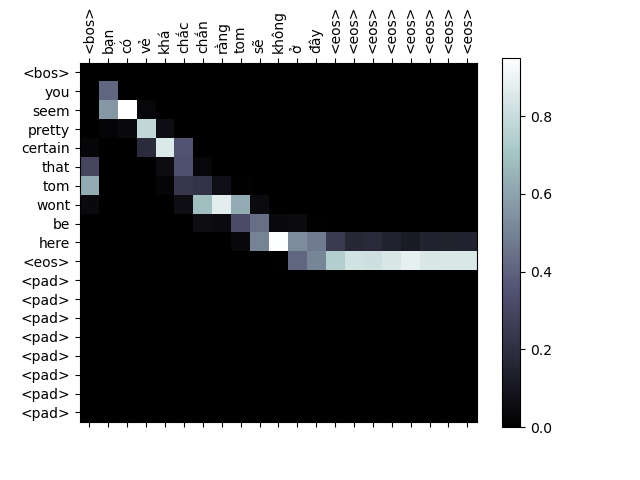 <bos> bạn có vẻ khá chắc chắn rằng tom sẽ không ở đây <eos> <eos> <eos> <eos> <eos> <eos> <eos> <eos>
<bos>
you
seem
pretty
certain
that
tom
wont
be
here
<eos>
<pad>
<pad>
<pad>
<pad>
<pad>
<pad>
<pad>
<pad>
0.8
0.6
0.4
0.2
0.0